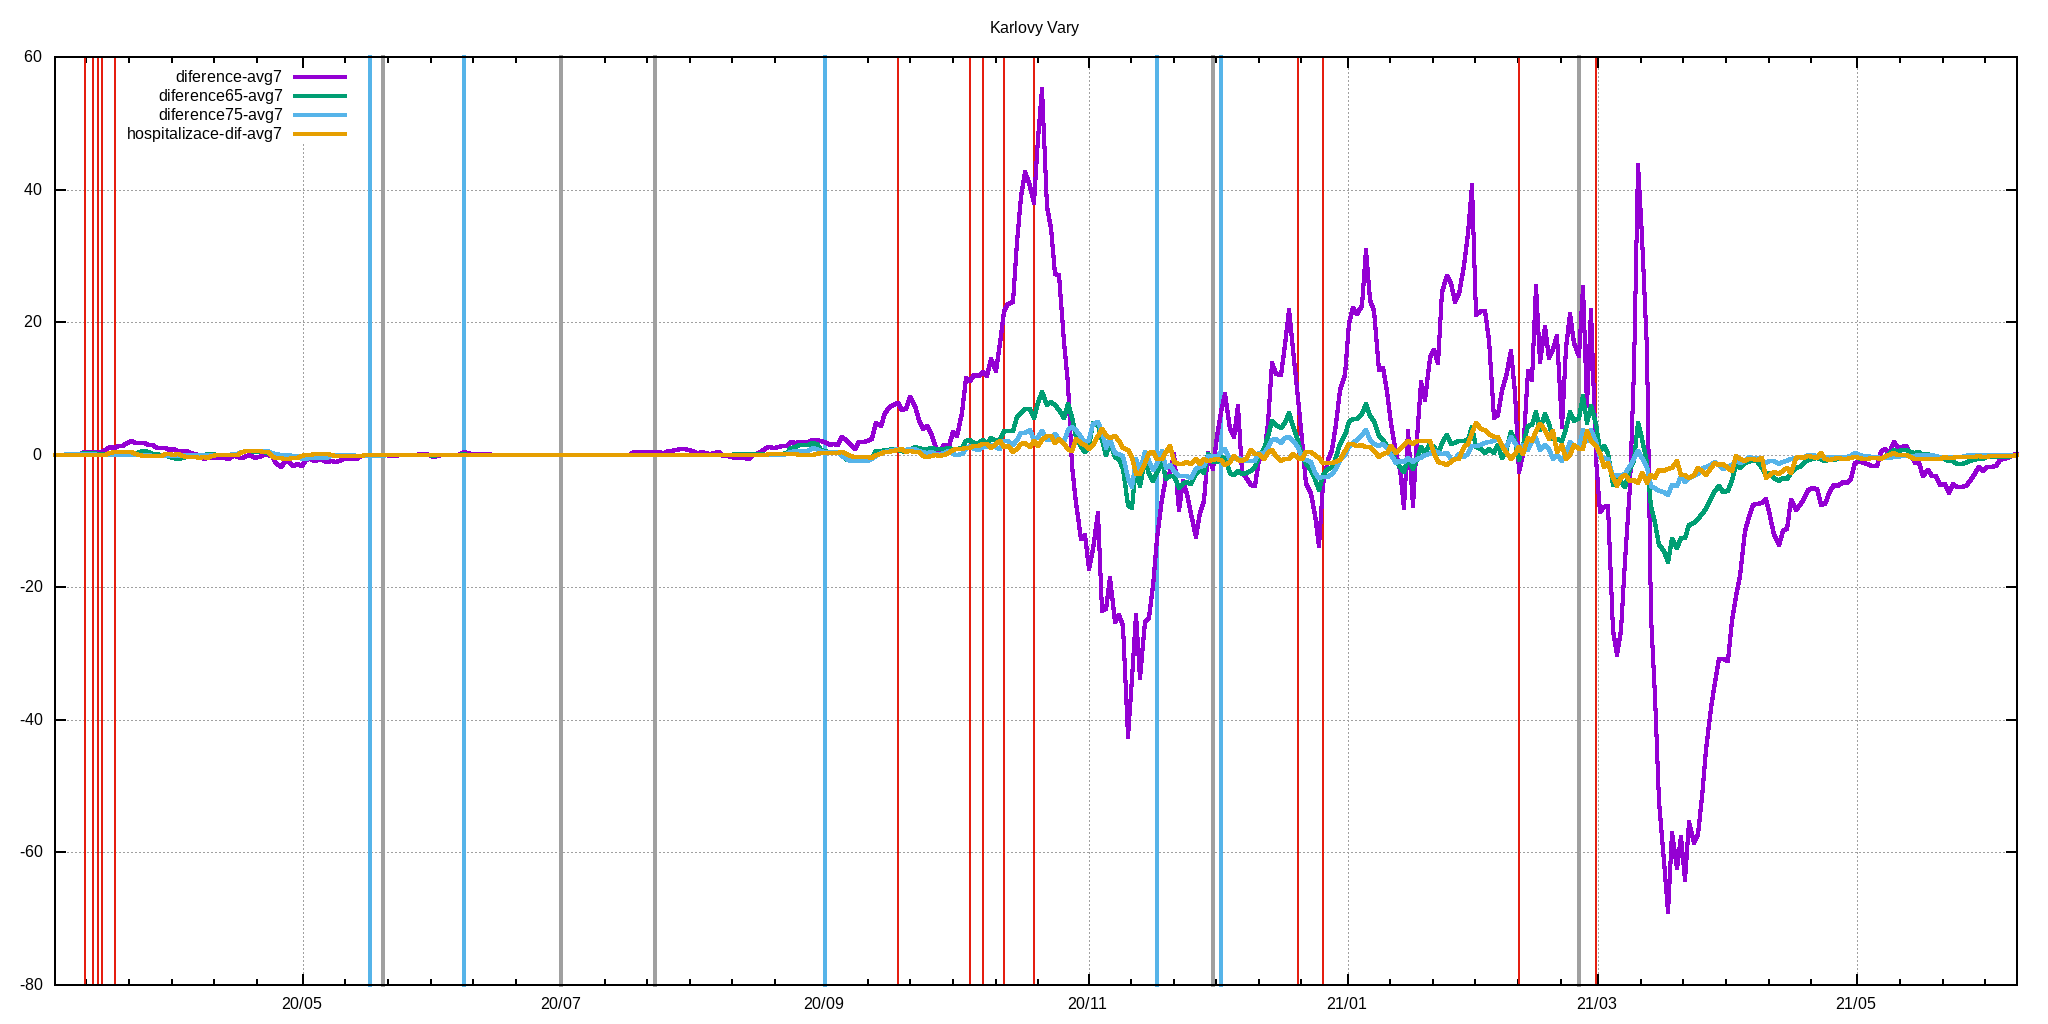 Karlovy Vary
diference-avg7
diference65-avg7
diference75-avg7
hospitalizace-dif-avg7
60
40
20
0
-20
-40
-60
-80
20/05 20/07 20/09 20/11 21/01 21/03 21/05